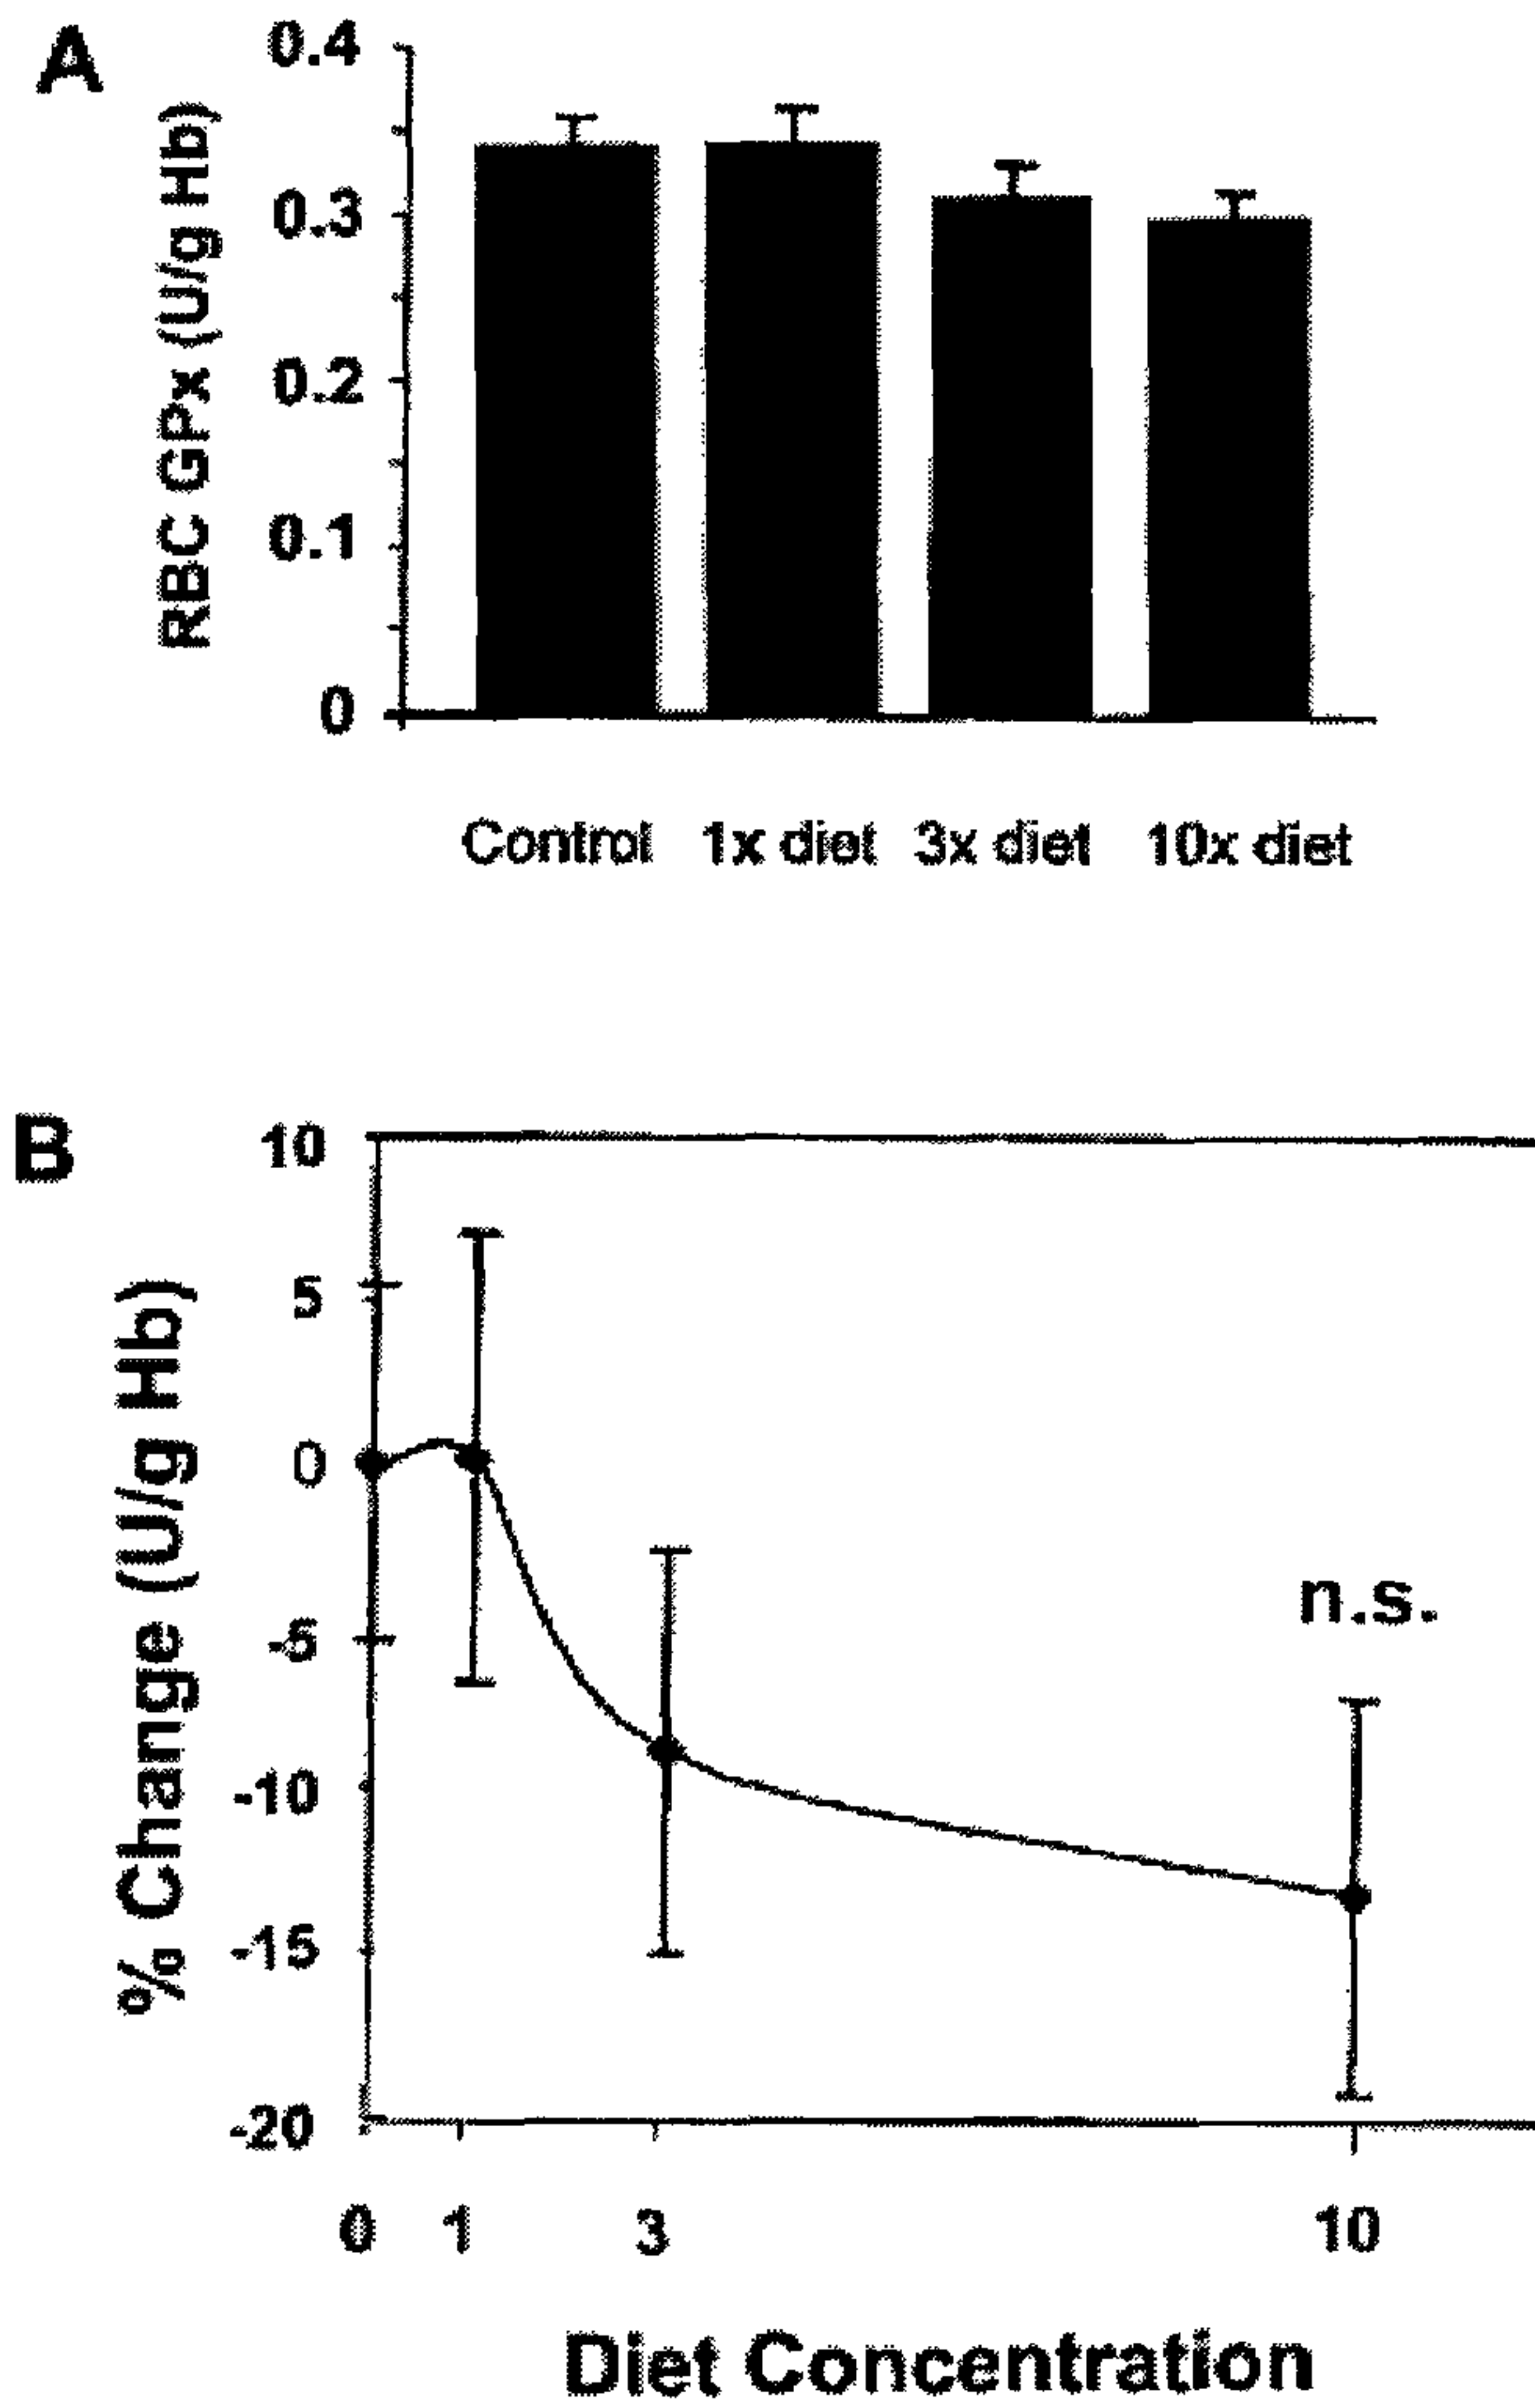 A
RBC GPx (U/g Hb)
0.4
0.3
0.2
0.1
0
Control 1x diet 3x diet 10x diet
B
% Change (U/g Hb)
10
5
0
-5
-10
-15
-20
n.s.
0 1 3 10
Diet Concentration